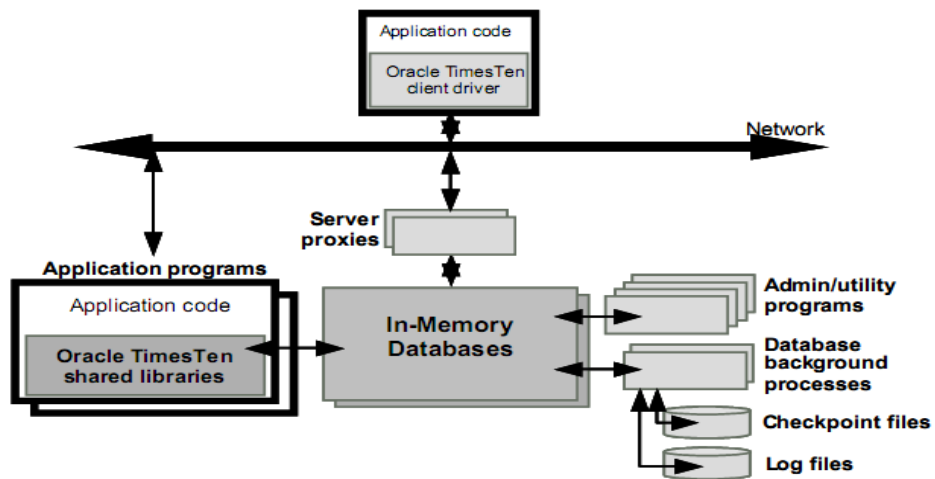 Application code
Oracle TimesTen
client driver
Network
Server
proxies
Application programs
Application code
Oracle TimesTen
shared libraries
In-Memory
Databases
Admin/utility
programs
Database
background
processes
Checkpoint files
Log files